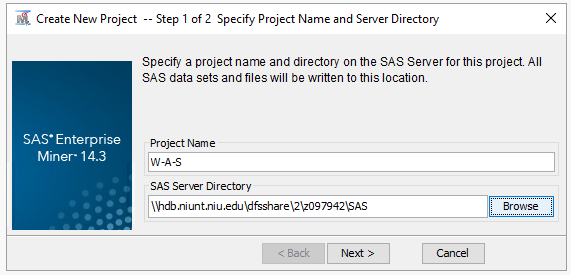 Create New Project -- Step 1 of 2 Specify Project Name and Server Directory
Specify a project name and directory on the SAS Server for this project. All
SAS data sets and files will be written to this location.
SAS® Enterprise
Miner™ 14.3
Project Name
W-A-S
SAS Server Directory
\\hdb.niunt.niu.edu\dfsshare\2\z097942\SAS
Browse
< Back
Next >
Cancel